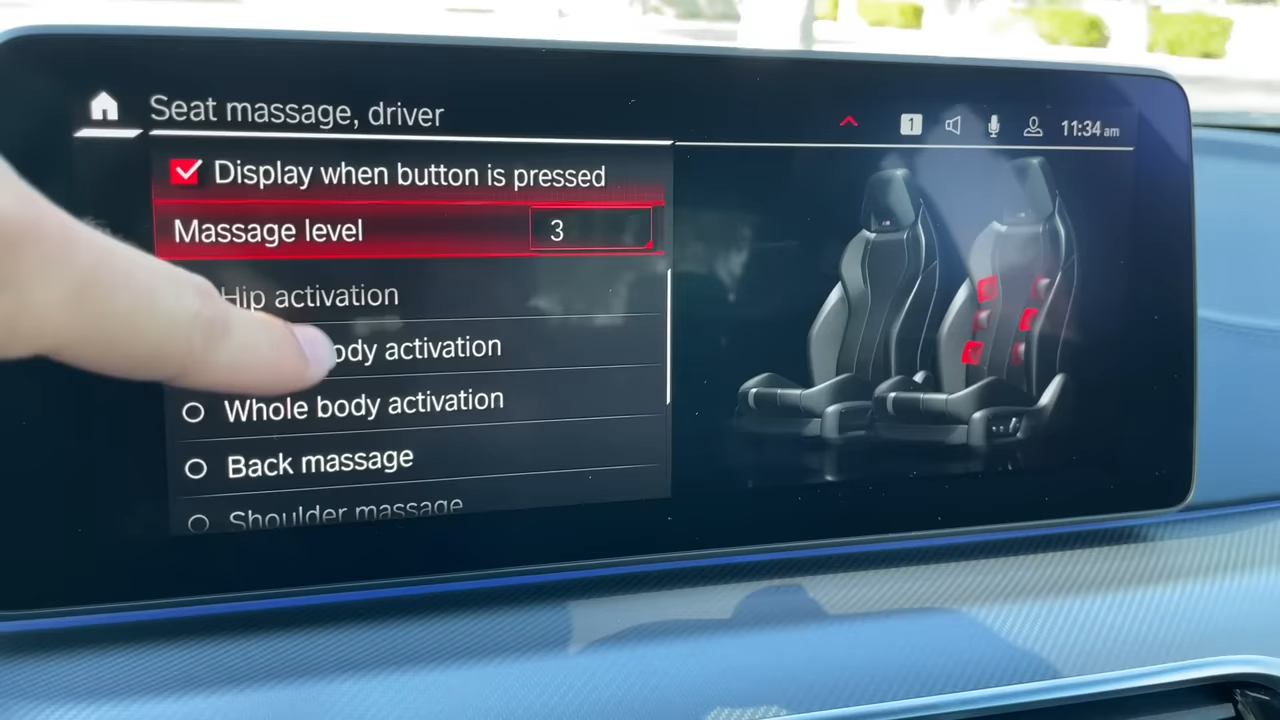 Seat massage, driver
1
11:34 am
Display when button is pressed
Massage level 3
Hip activation
body activation
Whole body activation
Back massage
Shoulder massage